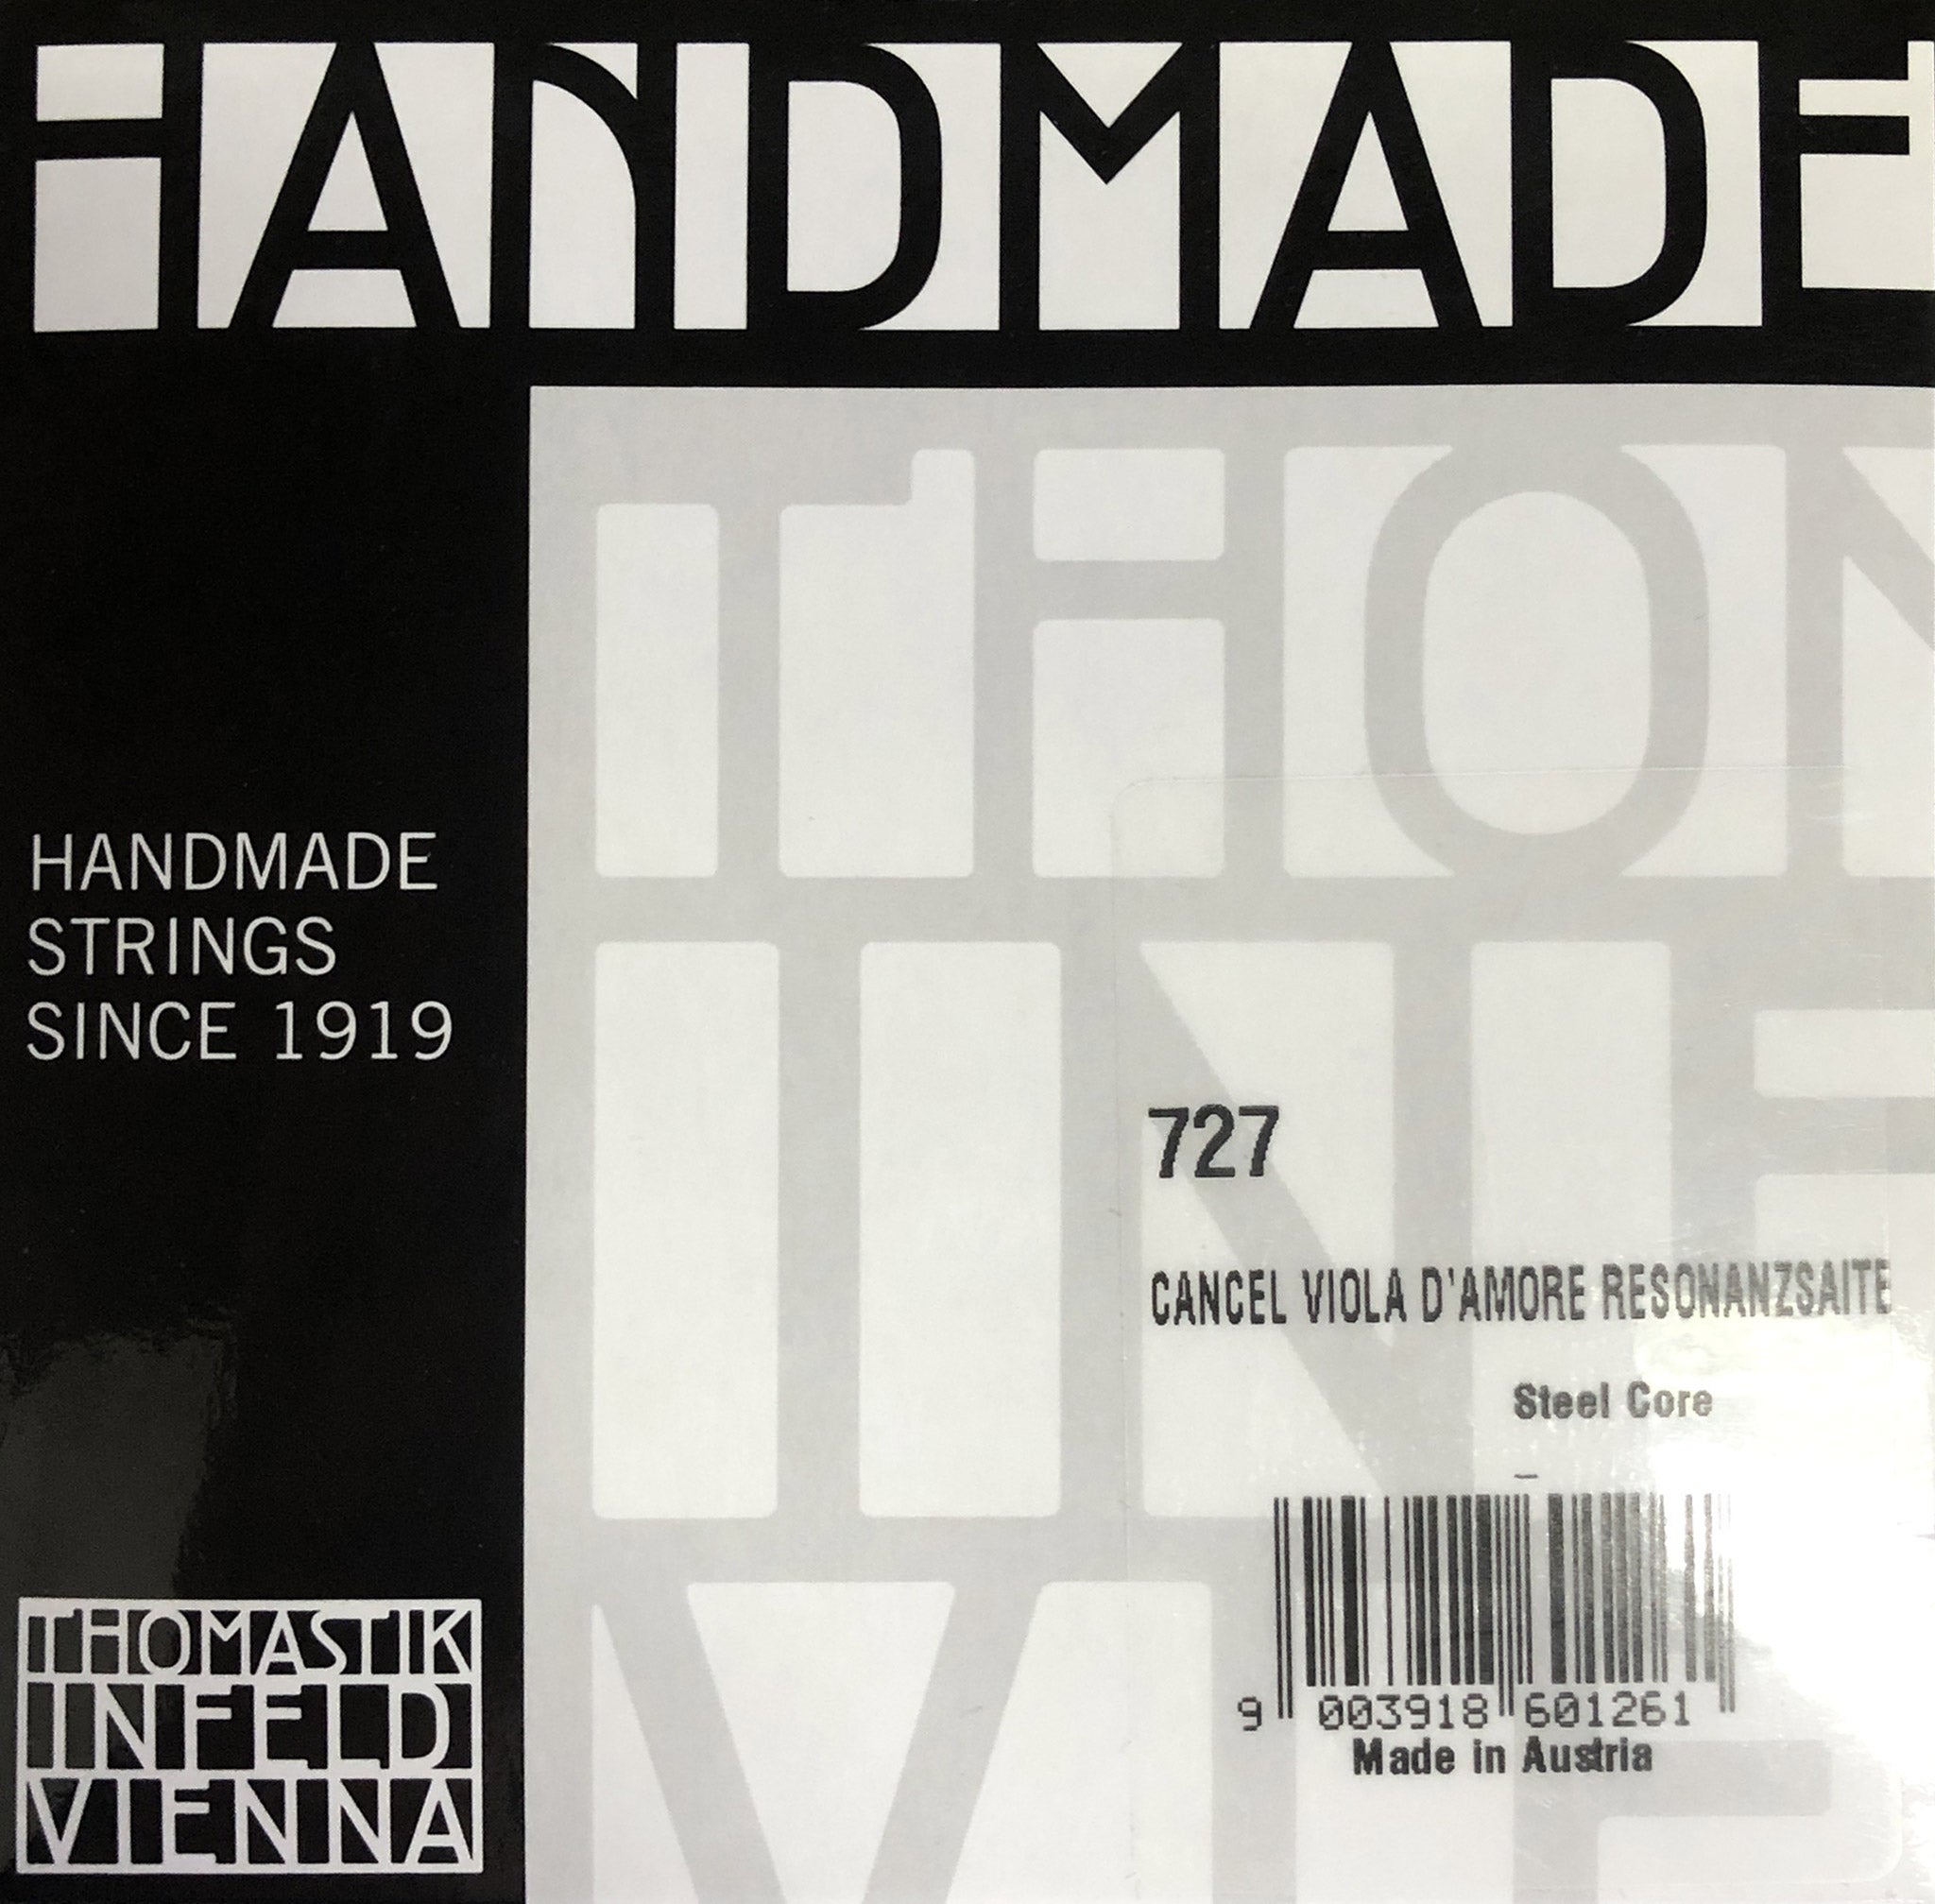 HANDMADE
HANDMADE
STRINGS
SINCE 1919
727
CANCEL VIOLA D'AMORE RESONANZSAITE
Steel Core
9 003918 601261
Made in Austria
THOMASTIK
INFELD
VIENNA